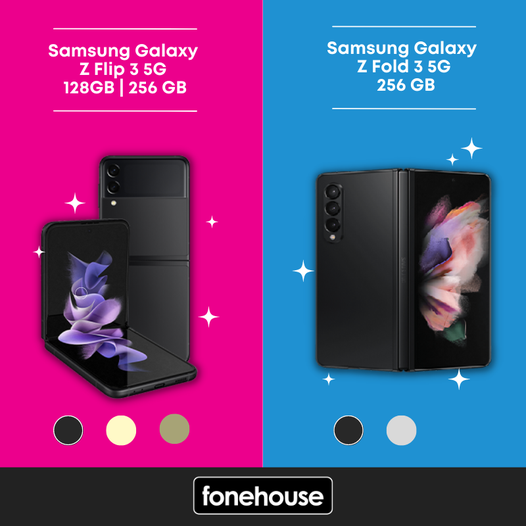 Samsung Galaxy
Z Flip 3 5G
128GB | 256 GB
Samsung Galaxy
Z Fold 3 5G
256 GB
fonehouse